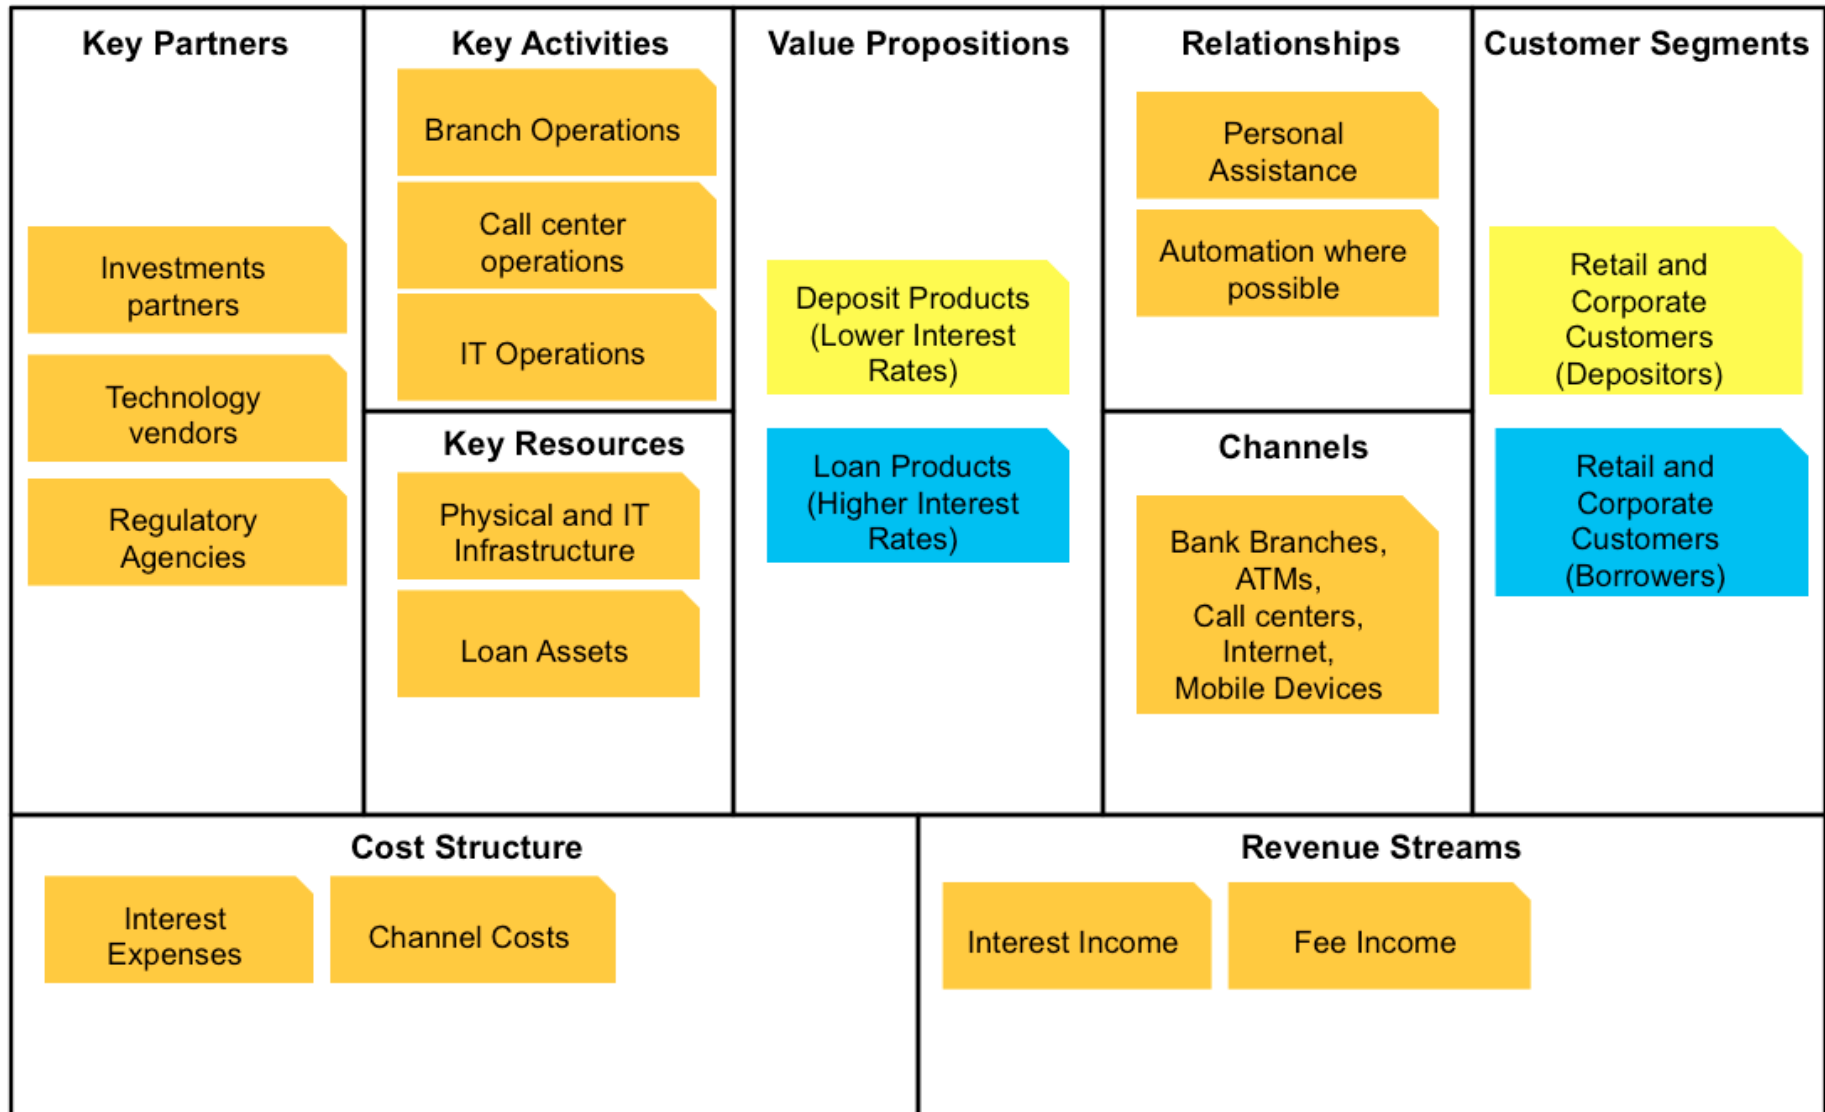 Key Partners
Investments
partners
Technology
vendors
Regulatory
Agencies
Key Activities
Branch Operations
Call center
operations
IT Operations
Key Resources
Physical and IT
Infrastructure
Loan Assets
Value Propositions
Deposit Products
(Lower Interest
Rates)
Loan Products
(Higher Interest
Rates)
Relationships
Personal
Assistance
Automation where
possible
Channels
Bank Branches,
ATMs,
Call centers,
Internet,
Mobile Devices
Customer Segments
Retail and
Corporate
Customers
(Depositors)
Retail and
Corporate
Customers
(Borrowers)
Cost Structure
Interest
Expenses
Channel Costs
Revenue Streams
Interest Income
Fee Income